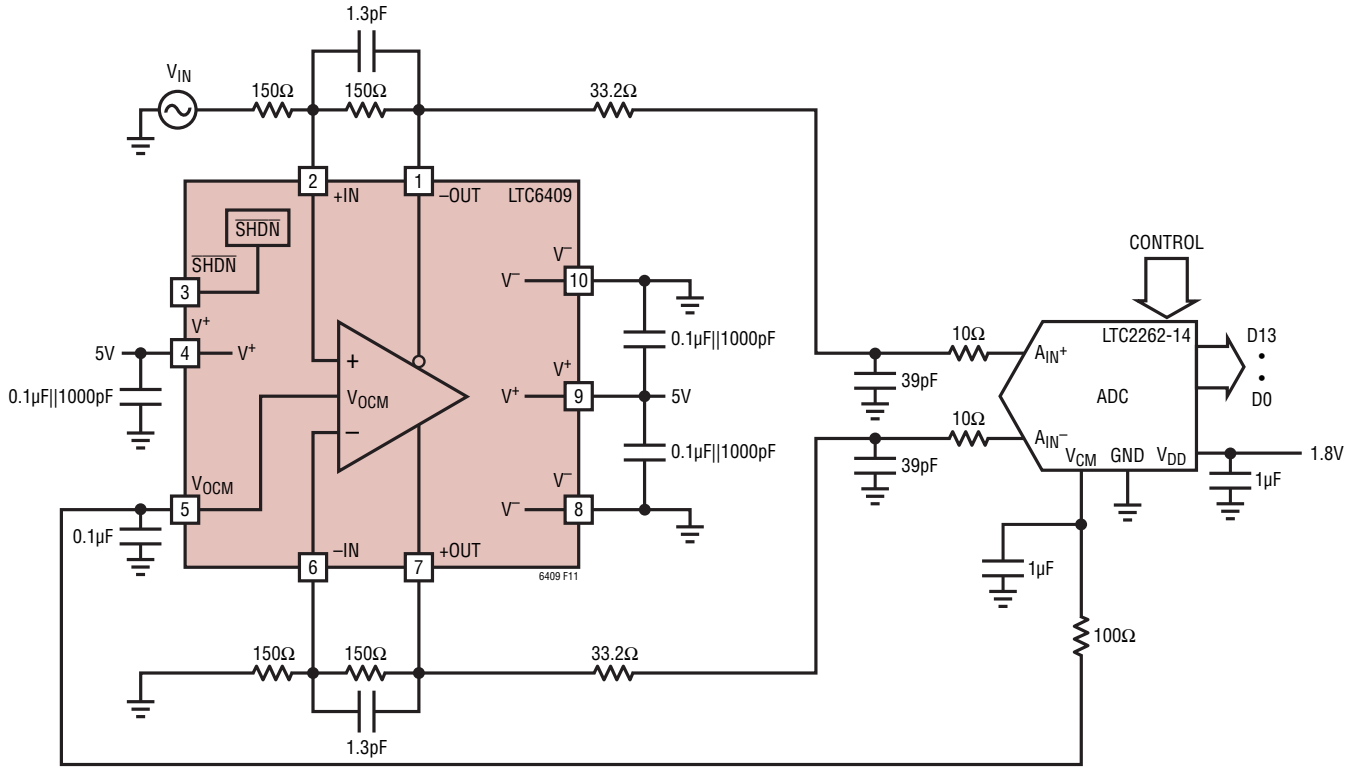 1.3pF
V_IN
150Ω
150Ω
33.2Ω
2
+IN
1
–OUT
LTC6409
SHDN
SHDN
3
V⁻
V⁻
10
CONTROL
V⁺
5V
4
V⁺
0.1µF||1000pF
0.1µF||1000pF
10Ω
A_IN⁺
LTC2262-14
D13
•
•
D0
39pF
ADC
+
V_OCM
–
V⁺
V⁺
9
5V
10Ω
A_IN⁻
39pF
0.1µF||1000pF
V_CM
GND
V_DD
1.8V
1µF
V_OCM
5
0.1µF
V⁻
V⁻
8
–IN
6
+OUT
7
6409 F11
1µF
100Ω
150Ω
150Ω
33.2Ω
1.3pF